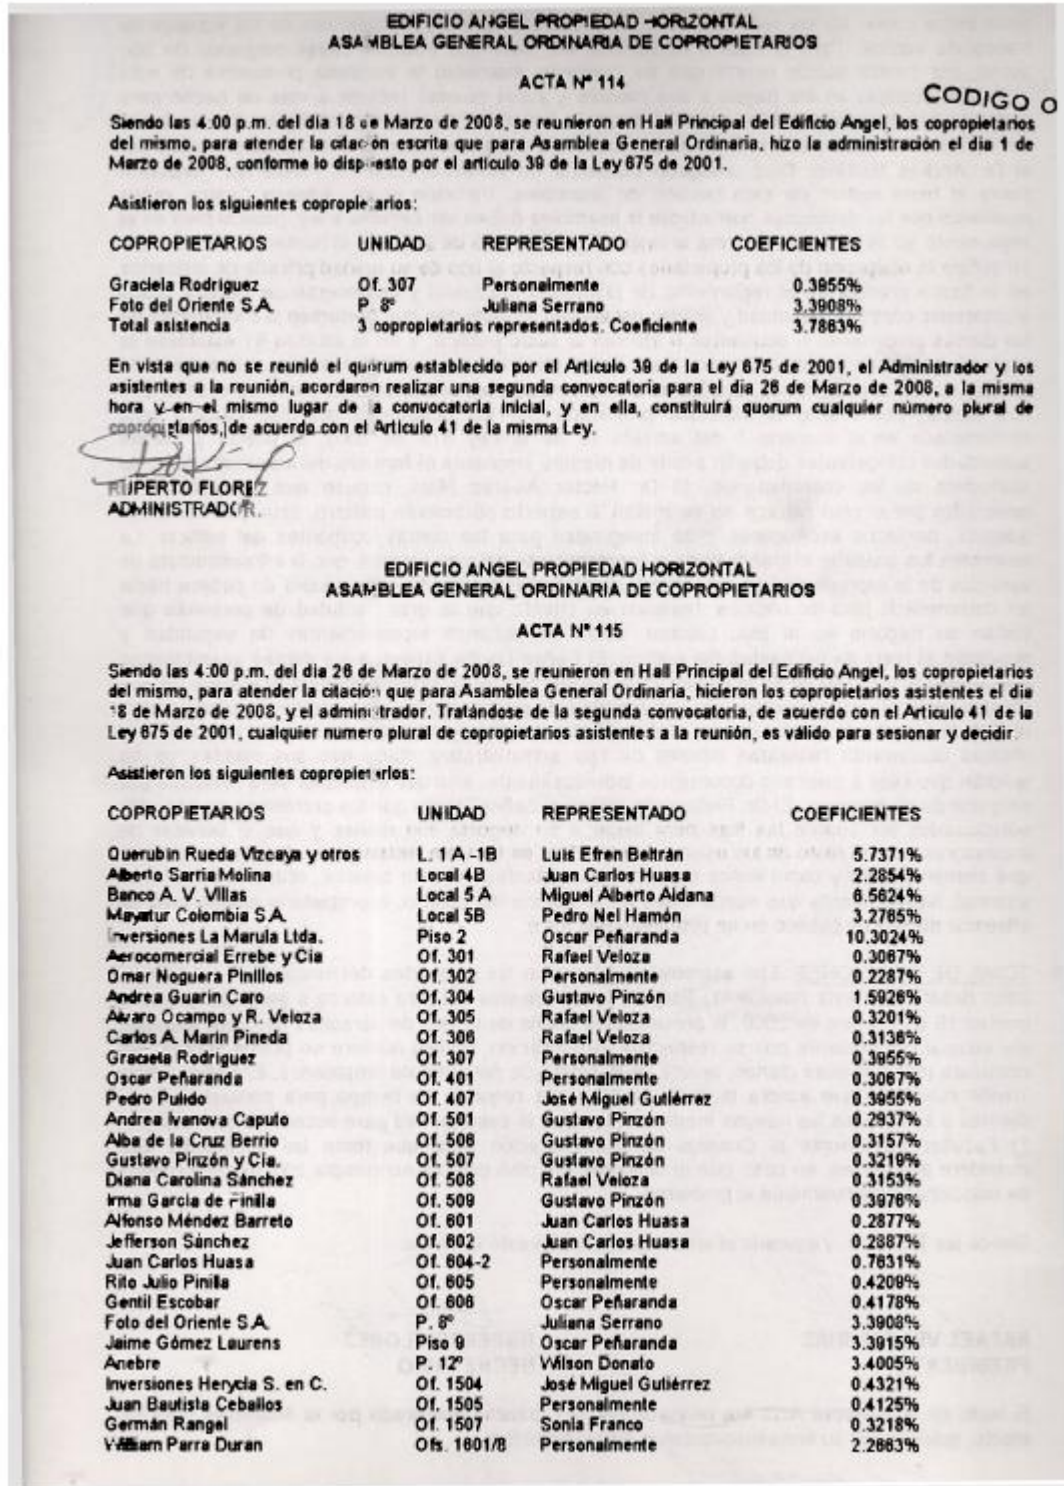 EDIFICIO ANGEL PROPIEDAD HORIZONTAL
ASAMBLEA GENERAL ORDINARIA DE COPROPIETARIOS
ACTA Nº 114
CODIGO O
Siendo las 4:00 p.m. del dia 18 de Marzo de 2008, se reunieron en Hall Principal del Edificio Angel, los copropietarios
del mismo, para atender la citación escrita que para Asamblea General Ordinaria, hizo la administración el dia 1 de
Marzo de 2008, conforme lo dispuesto por el articulo 39 de la Ley 675 de 2001.
Asistieron los siguientes copropietarios:
COPROPIETARIOS UNIDAD REPRESENTADO COEFICIENTES
Graciela Rodriguez Of. 307 Personalmente 0.3955%
Foto del Oriente S.A. P. 8º Juliana Serrano 3.3908%
Total asistencia 3 copropietarios representados. Coeficiente 3.7863%
En vista que no se reunió el quórum establecido por el Articulo 39 de la Ley 675 de 2001, el Administrador y los
asistentes a la reunión, acordaron realizar una segunda convocatoria para el dia 26 de Marzo de 2008, a la misma
hora y en el mismo lugar de la convocatoria inicial, y en ella, constituirá quorum cualquier número plural de
copropietarios, de acuerdo con el Articulo 41 de la misma Ley.
RUPERTO FLOREZ
ADMINISTRADOR.
EDIFICIO ANGEL PROPIEDAD HORIZONTAL
ASAMBLEA GENERAL ORDINARIA DE COPROPIETARIOS
ACTA Nº 115
Siendo las 4:00 p.m. del dia 26 de Marzo de 2008, se reunieron en Hall Principal del Edificio Angel, los copropietarios
del mismo, para atender la citación que para Asamblea General Ordinaria, hicieron los copropietarios asistentes el dia
18 de Marzo de 2008, y el administrador. Tratándose de la segunda convocatoria, de acuerdo con el Articulo 41 de la
Ley 675 de 2001, cualquier numero plural de copropietarios asistentes a la reunión, es válido para sesionar y decidir.
Asistieron los siguientes copropietarios:
COPROPIETARIOS UNIDAD REPRESENTADO COEFICIENTES
Querubin Rueda Vizcaya y otros L. 1 A -1B Luis Efren Beltrán 5.7371%
Alberto Sarria Molina Local 4B Juan Carlos Huasa 2.2854%
Banco A. V. Villas Local 5 A Miguel Alberto Aldana 6.5624%
Mayatur Colombia S.A. Local 5B Pedro Nel Hamón 3.2765%
Inversiones La Marula Ltda. Piso 2 Oscar Peñaranda 10.3024%
Aerocomercial Errebe y Cia Of. 301 Rafael Veloza 0.3067%
Omar Noguera Pinillos Of. 302 Personalmente 0.2287%
Andrea Guarin Caro Of. 304 Gustavo Pinzón 1.5926%
Alvaro Ocampo y R. Veloza Of. 305 Rafael Veloza 0.3201%
Carlos A. Marin Pineda Of. 306 Rafael Veloza 0.3136%
Graciela Rodriguez Of. 307 Personalmente 0.3955%
Oscar Peñaranda Of. 401 Personalmente 0.3067%
Pedro Pulido Of. 407 José Miguel Gutiérrez 0.3955%
Andrea Ivanova Caputo Of. 501 Gustavo Pinzón 0.2937%
Alba de la Cruz Berrio Of. 506 Gustavo Pinzón 0.3157%
Gustavo Pinzón y Cia. Of. 507 Gustavo Pinzón 0.3219%
Diana Carolina Sánchez Of. 508 Rafael Veloza 0.3153%
Irma Garcia de Pinilla Of. 509 Gustavo Pinzón 0.3976%
Alfonso Méndez Barreto Of. 601 Juan Carlos Huasa 0.2877%
Jefferson Sánchez Of. 602 Juan Carlos Huasa 0.2887%
Juan Carlos Huasa Of. 604-2 Personalmente 0.7631%
Rito Julio Pinilla Of. 605 Personalmente 0.4209%
Gentil Escobar Of. 606 Oscar Peñaranda 0.4178%
Foto del Oriente S.A. P. 8º Juliana Serrano 3.3908%
Jaime Gómez Laurens Piso 9 Oscar Peñaranda 3.3915%
Anebre P. 12º Wilson Donato 3.4005%
Inversiones Herycia S. en C. Of. 1504 José Miguel Gutiérrez 0.4321%
Juan Bautista Ceballos Of. 1505 Personalmente 0.4125%
Germán Rangel Of. 1507 Sonia Franco 0.3218%
William Parra Duran Ofs. 1601/8 Personalmente 2.2663%